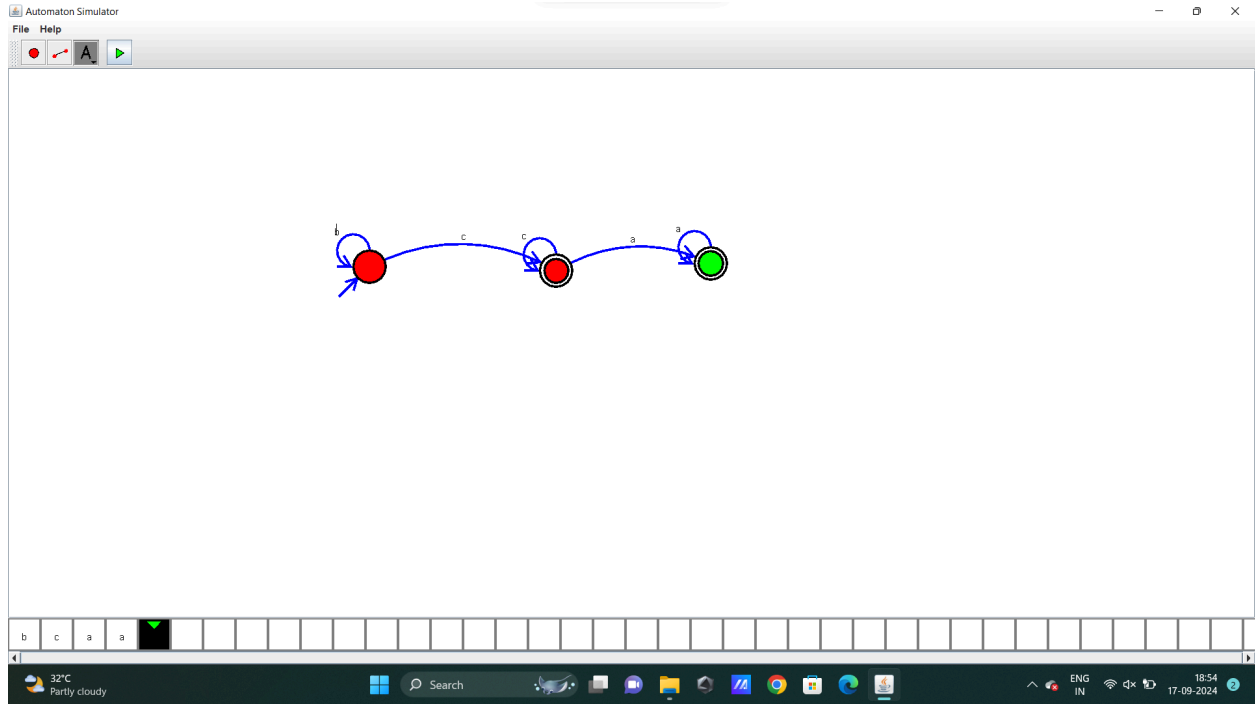 Automaton Simulator
File Help
A
b
c
c
a
a
b c a a
32°C
Partly cloudy
Search
ENG
IN
18:54
17-09-2024
2